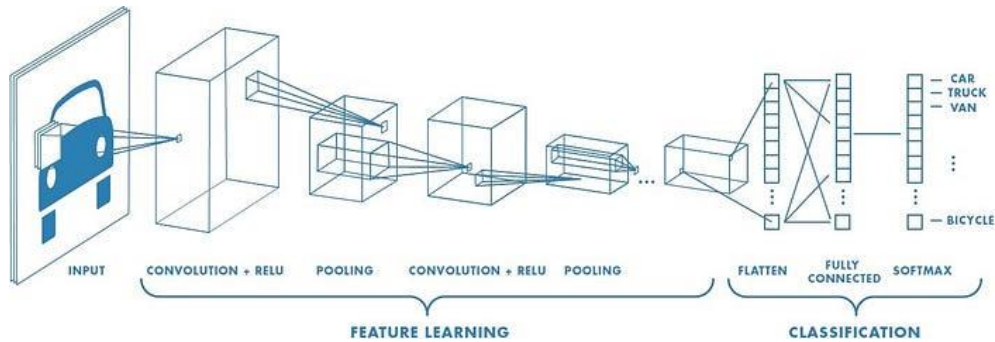 CAR
TRUCK
VAN
BICYCLE
INPUT
CONVOLUTION + RELU
POOLING
CONVOLUTION + RELU
POOLING
FLATTEN
FULLY
CONNECTED
SOFTMAX
FEATURE LEARNING
CLASSIFICATION